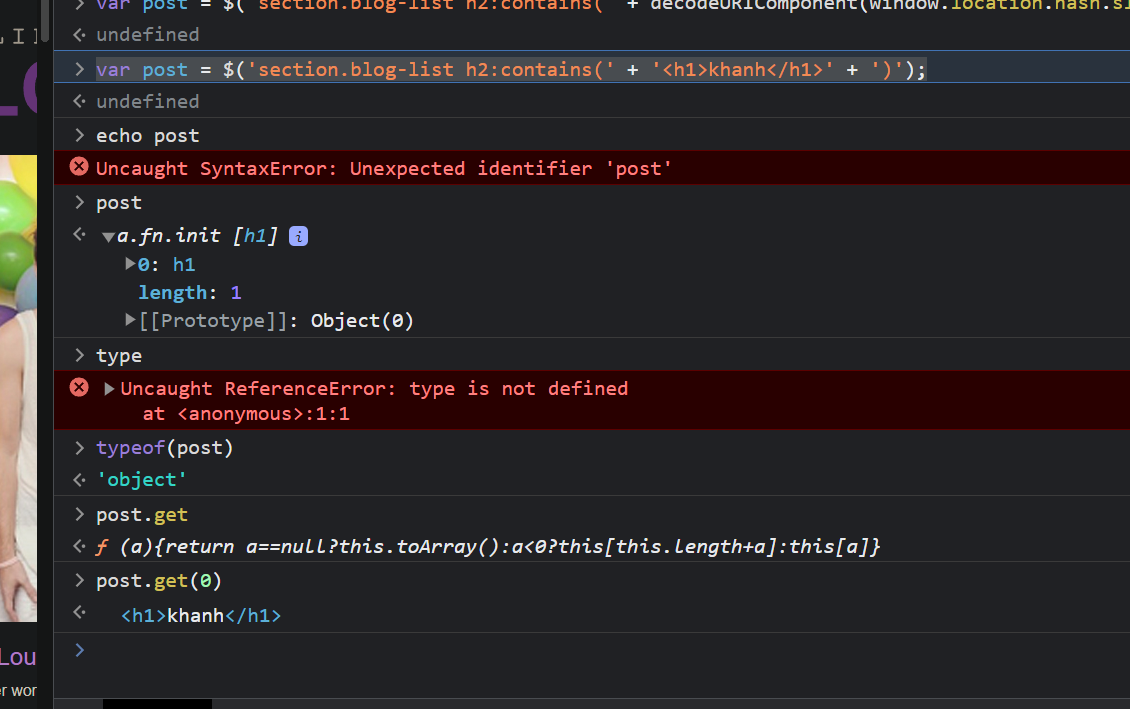 var post = $('section.blog-list h2:contains(' + decodeURIComponent(window.location.hash.sl
undefined
var post = $('section.blog-list h2:contains(' + '<h1>khanh</h1>' + ')');
undefined
echo post
Uncaught SyntaxError: Unexpected identifier 'post'
post
a.fn.init [h1] i
0: h1
length: 1
[[Prototype]]: Object(0)
type
Uncaught ReferenceError: type is not defined
at <anonymous>:1:1
typeof(post)
'object'
post.get
ƒ (a){return a==null?this.toArray():a<0?this[this.length+a]:this[a]}
post.get(0)
<h1>khanh</h1>
Lou
er wor